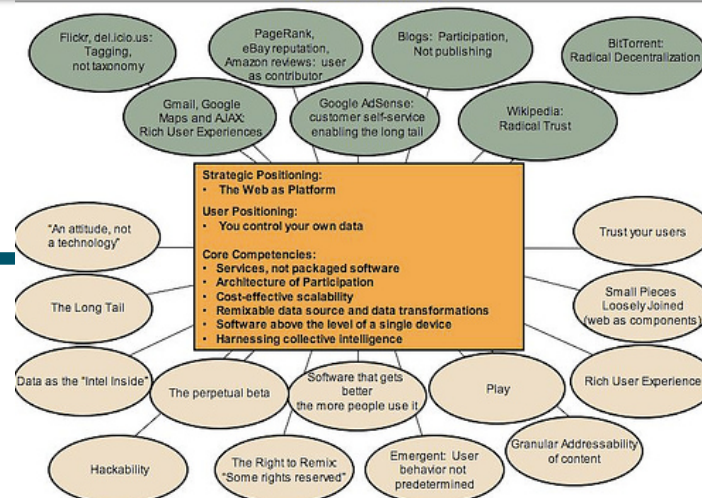 Flickr, del.icio.us:
Tagging,
not taxonomy
PageRank,
eBay reputation,
Amazon reviews: user
as contributor
Blogs: Participation,
Not publishing
BitTorrent:
Radical Decentralization
Gmail, Google
Maps and AJAX:
Rich User Experiences
Google AdSense:
customer self-service
enabling the long tail
Wikipedia:
Radical Trust
Strategic Positioning:
• The Web as Platform
User Positioning:
• You control your own data
Core Competencies:
• Services, not packaged software
• Architecture of Participation
• Cost-effective scalability
• Remixable data source and data transformations
• Software above the level of a single device
• Harnessing collective intelligence
"An attitude, not
a technology"
Trust your users
The Long Tail
Small Pieces
Loosely Joined
(web as components)
Data as the "Intel Inside"
The perpetual beta
Software that gets
better
the more people use it
Play
Rich User Experience
Hackability
The Right to Remix:
"Some rights reserved"
Emergent: User
behavior not
predetermined
Granular Addressability
of content